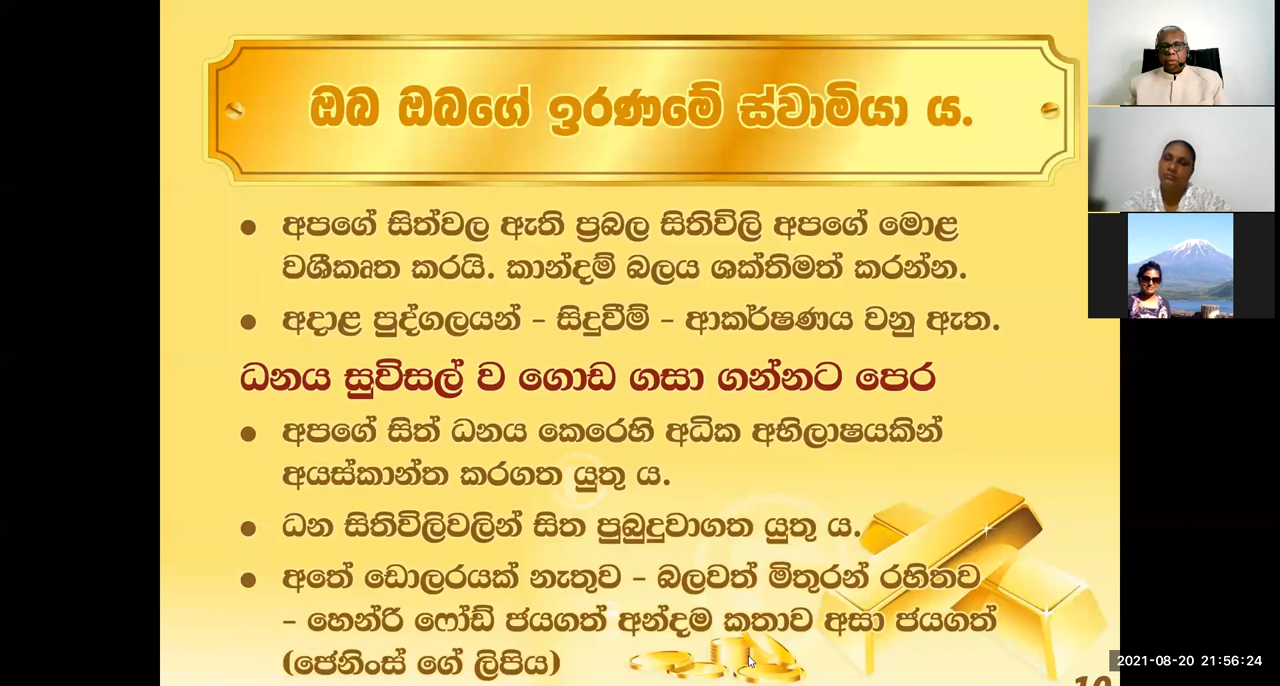 ඔබ ඔබගේ ඉරණමේ ස්වාමියා ය.
• අපගේ සිත්වල ඇති ප්‍රබල සිතිවිලි අපගේ මොළ
වශීකෘත කරයි. කාන්දම් බලය ශක්තිමත් කරන්න.
• අදාළ පුද්ගලයන් – සිදුවීම් – ආකර්ෂණය වනු ඇත.
ධනය සුවිසල් ව ගොඩ ගසා ගන්නට පෙර
• අපගේ සිත් ධනය කෙරෙහි අධික අභිලාෂයකින්
අයස්කාන්ත කරගත යුතු ය.
• ධන සිතිවිලිවලින් සිත පුබුදුවාගත යුතු ය.
• අතේ ඩොලරයක් නැතුව – බලවත් මිතුරන් රහිතව
– හෙන්රි ෆෝඩ් ජයගත් අන්දම කතාව අසා ජයගත්
(ජෙනිංස් ගේ ලිපිය)
2021-08-20 21:56:24